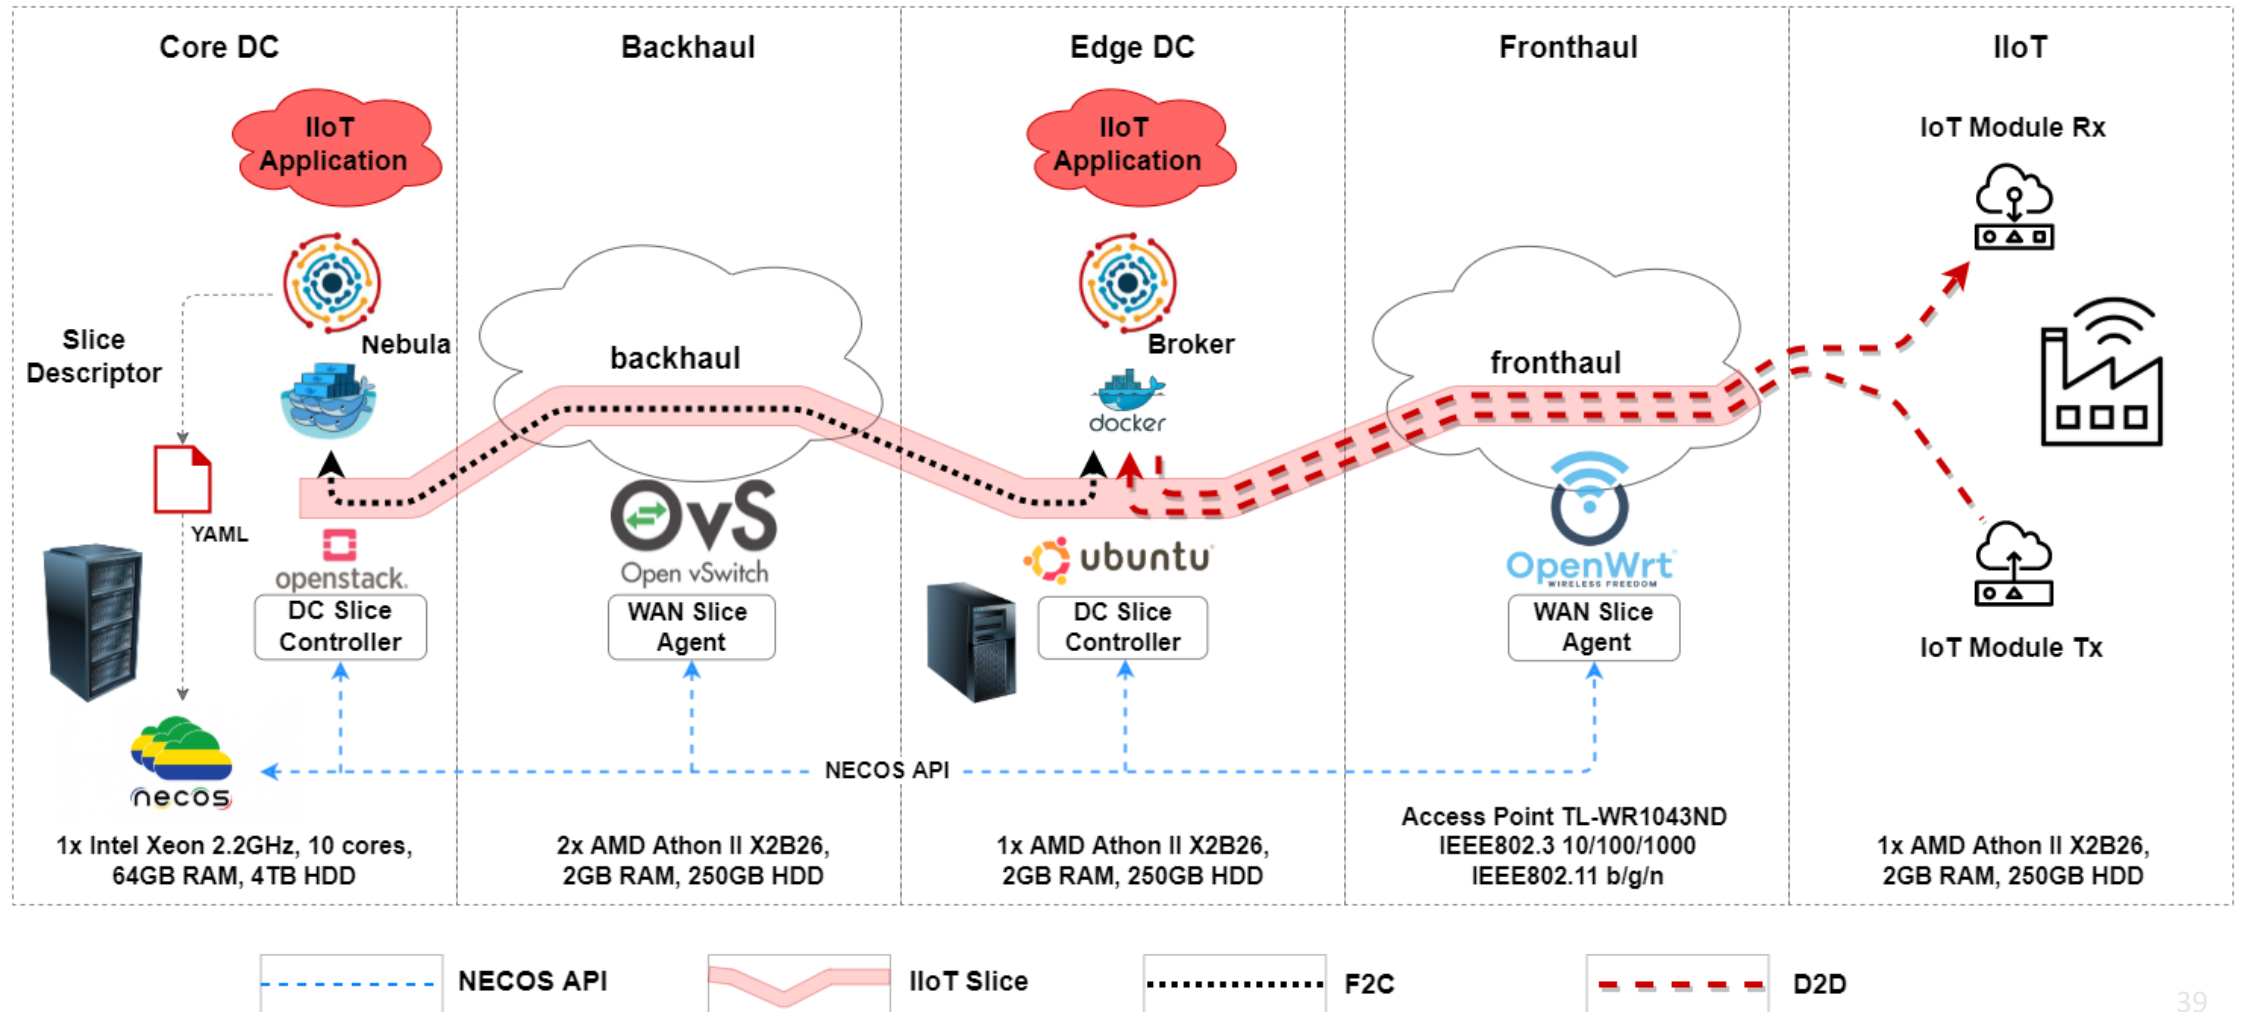 Core DC
Backhaul
Edge DC
Fronthaul
IIoT
IIoT
Application
IIoT
Application
IoT Module Rx
Slice
Descriptor
Nebula
backhaul
Broker
docker
fronthaul
YAML
openstack.
OvS
Open vSwitch
ubuntu
OpenWrt
WIRELESS FREEDOM
DC Slice
Controller
WAN Slice
Agent
DC Slice
Controller
WAN Slice
Agent
IoT Module Tx
necos
NECOS API
1x Intel Xeon 2.2GHz, 10 cores,
64GB RAM, 4TB HDD
2x AMD Athon II X2B26,
2GB RAM, 250GB HDD
1x AMD Athon II X2B26,
2GB RAM, 250GB HDD
Access Point TL-WR1043ND
IEEE802.3 10/100/1000
IEEE802.11 b/g/n
1x AMD Athon II X2B26,
2GB RAM, 250GB HDD
NECOS API
IIoT Slice
F2C
D2D
39